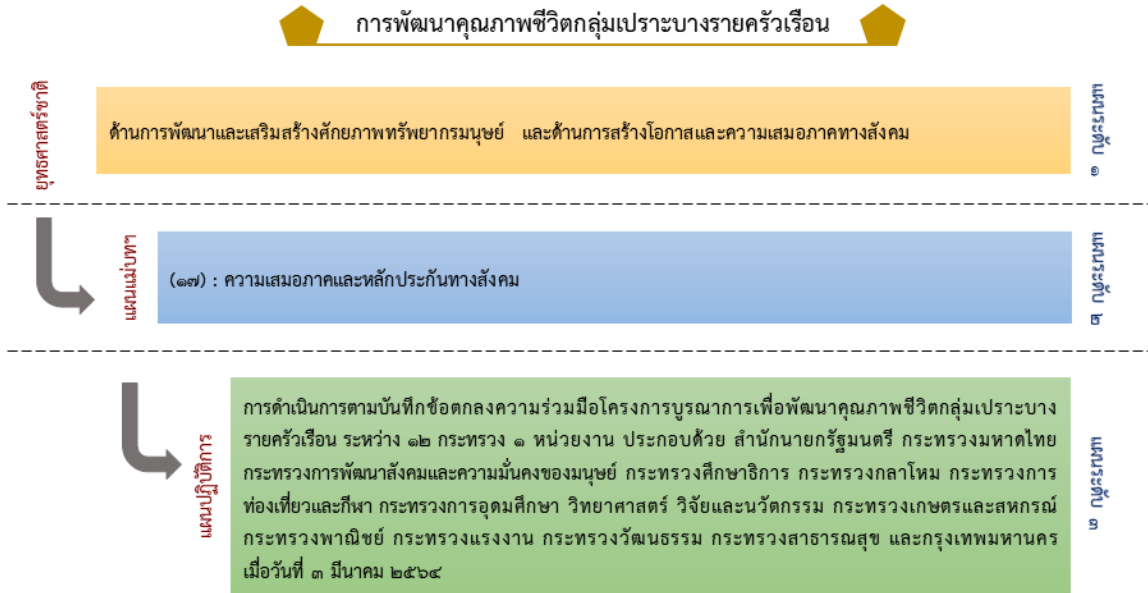 การพัฒนาคุณภาพชีวิตกลุ่มเปราะบางรายครัวเรือน
ยุทธศาสตร์ชาติ
ด้านการพัฒนาและเสริมสร้างศักยภาพทรัพยากรมนุษย์ และด้านการสร้างโอกาสและความเสมอภาคทางสังคม
แผนระดับ ๑
แผนแม่บทฯ
(๑๗) : ความเสมอภาคและหลักประกันทางสังคม
แผนระดับ ๒
แผนปฏิบัติการ
การดำเนินการตามบันทึกข้อตกลงความร่วมมือโครงการบูรณาการเพื่อพัฒนาคุณภาพชีวิตกลุ่มเปราะบาง
รายครัวเรือน ระหว่าง ๑๒ กระทรวง ๑ หน่วยงาน ประกอบด้วย สำนักนายกรัฐมนตรี กระทรวงมหาดไทย
กระทรวงการพัฒนาสังคมและความมั่นคงของมนุษย์ กระทรวงศึกษาธิการ กระทรวงกลาโหม กระทรวงการ
ท่องเที่ยวและกีฬา กระทรวงการอุดมศึกษา วิทยาศาสตร์ วิจัยและนวัตกรรม กระทรวงเกษตรและสหกรณ์
กระทรวงพาณิชย์ กระทรวงแรงงาน กระทรวงวัฒนธรรม กระทรวงสาธารณสุข และกรุงเทพมหานคร
เมื่อวันที่ ๓ มีนาคม ๒๕๖๔
แผนระดับ ๓